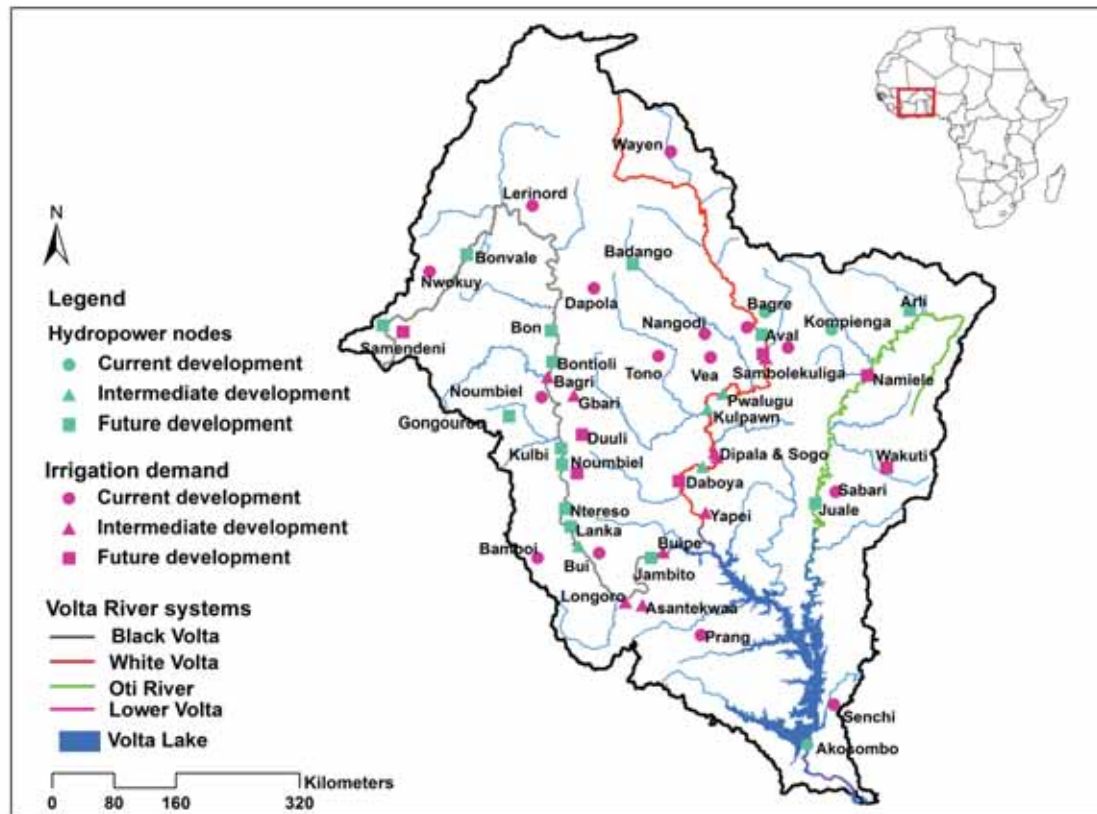 Wayen
Lerinord
Bonvale
Badango
Nwokuy
Dapola
Bagre
Arli
Kompienga
N
Legend
Hydropower nodes
Current development
Intermediate development
Future development
Irrigation demand
Current development
Intermediate development
Future development
Volta River systems
Black Volta
White Volta
Oti River
Lower Volta
Volta Lake
Kilometers
0 80 160 320
Bon
Nangodi
Aval
Samendeni
Bontioli
Tono
Vea
Sambolekuliga
Namiele
Noumbiel
Bagri
Gbari
Pwalugu
Kulpawn
Gongourou
Duuli
Kulbi
Noumbiel
Dipala & Sogo
Wakuti
Daboya
Sabari
Juale
Ntereso
Yapei
Lanka
Bamboi
Bui
Buipe
Jambito
Longoro
Asantekwaa
Prang
Senchi
Akosombo